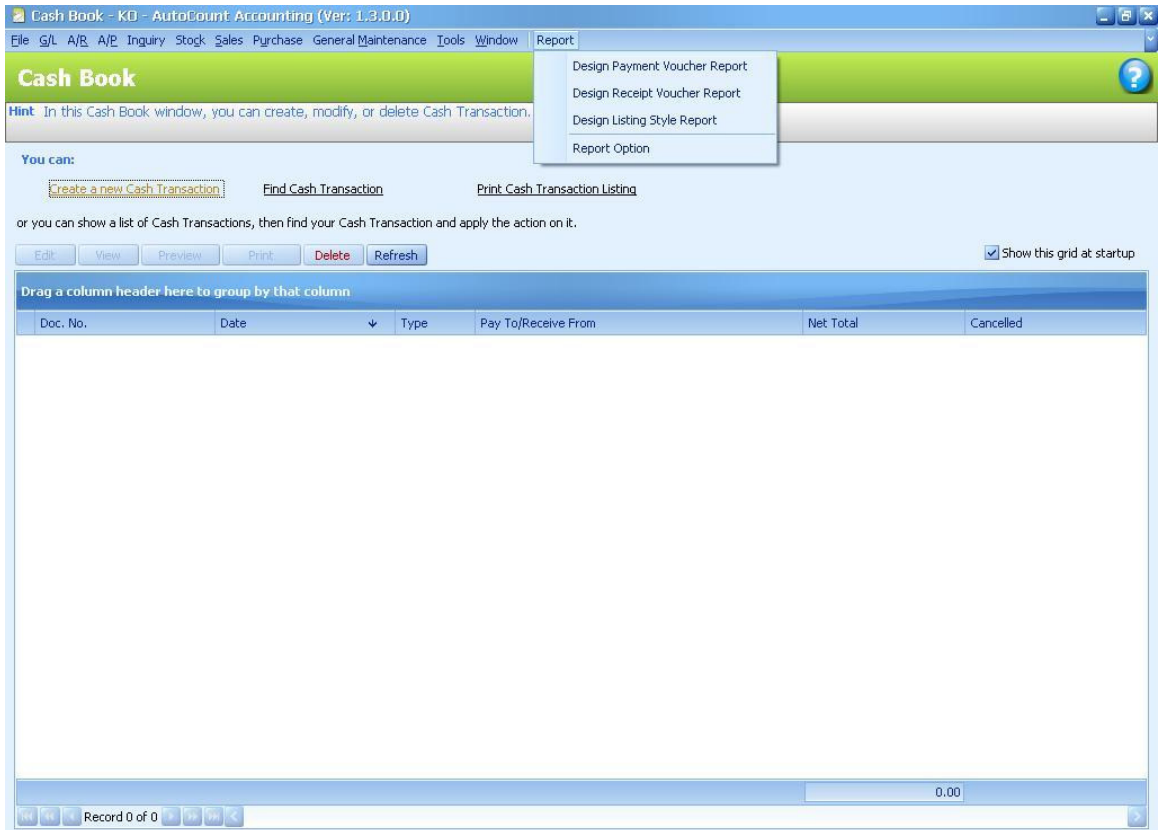 Cash Book - KO - AutoCount Accounting (Ver: 1.3.0.0)
File G/L A/R A/P Inquiry Stock Sales Purchase General Maintenance Tools Window Report
Design Payment Voucher Report
Design Receipt Voucher Report
Design Listing Style Report
Report Option
Cash Book
?
Hint In this Cash Book window, you can create, modify, or delete Cash Transaction.
You can:
Create a new Cash Transaction Find Cash Transaction Print Cash Transaction Listing
or you can show a list of Cash Transactions, then find your Cash Transaction and apply the action on it.
Edit View Preview Print Delete Refresh Show this grid at startup
Drag a column header here to group by that column
Doc. No. Date Type Pay To/Receive From Net Total Cancelled
0.00
Record 0 of 0